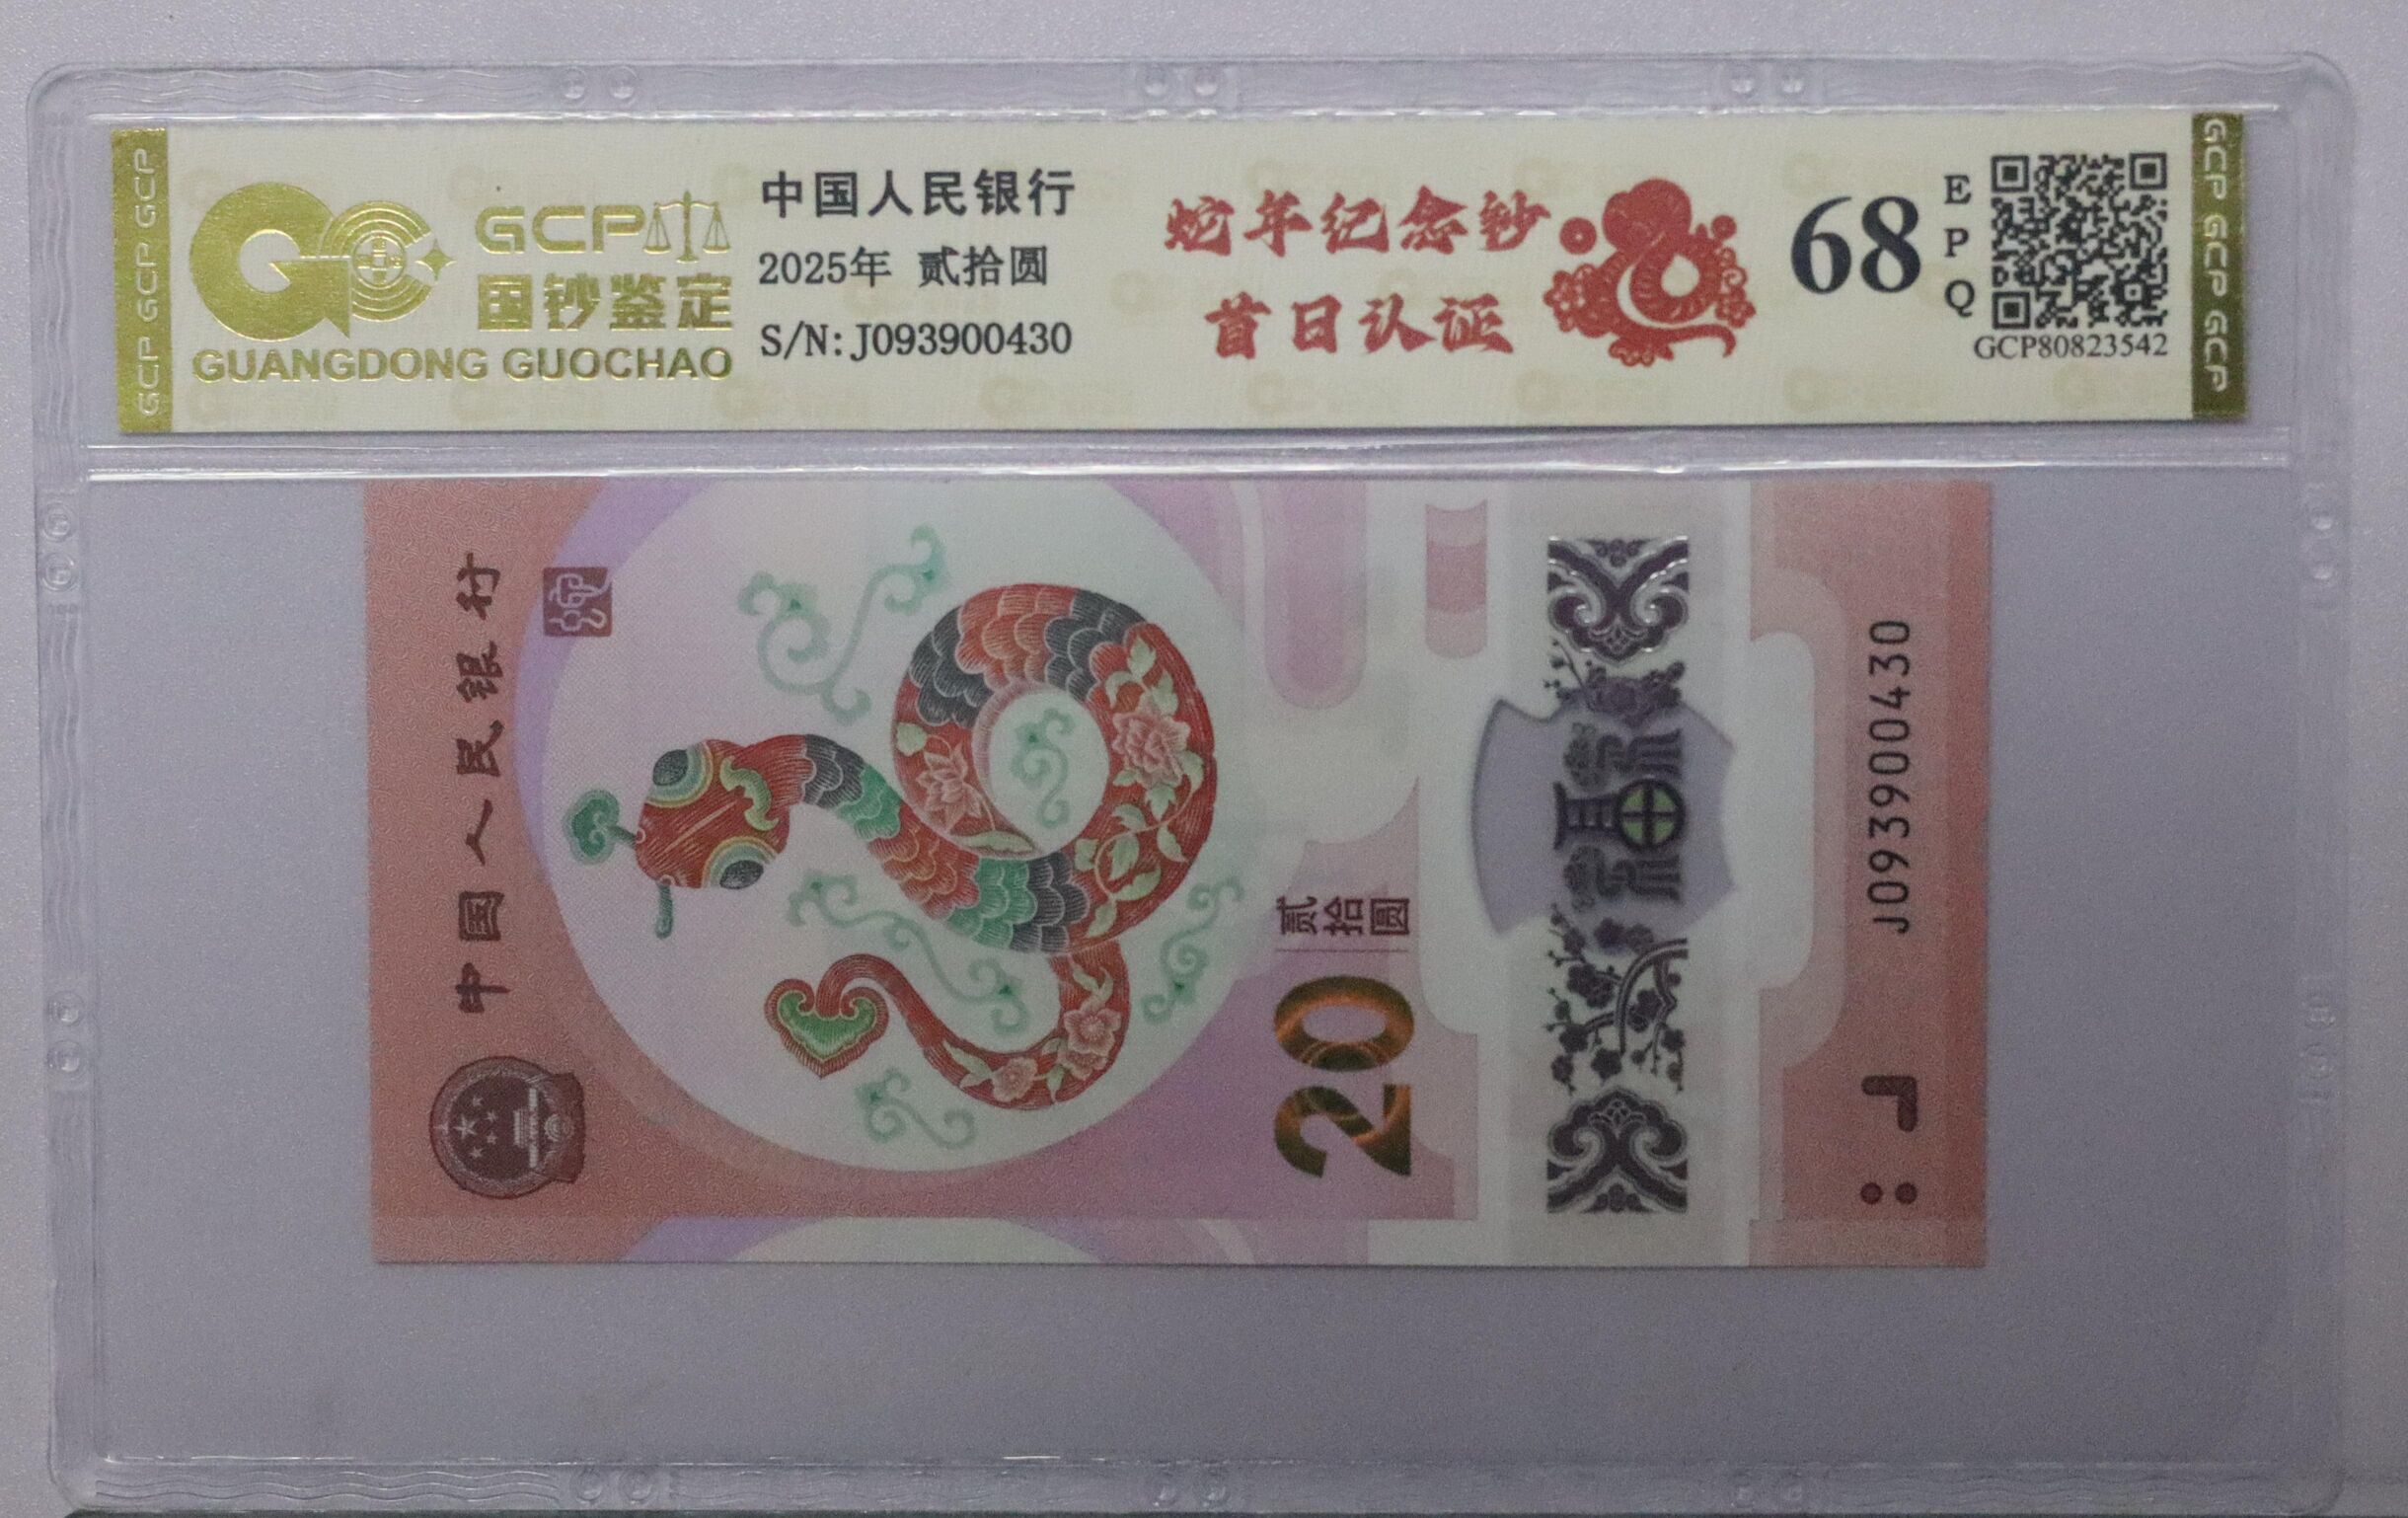 GCP GCP GCP
GCP
国钞鉴定
GUANGDONG GUOCHAO
中国人民银行
2025年 贰拾圆
S/N: J093900430
蛇年纪念钞
首日认证
68
EPQ
GCP80823542
GCP GCP GCP
中国人民银行
20
贰拾圆
福
J093900430